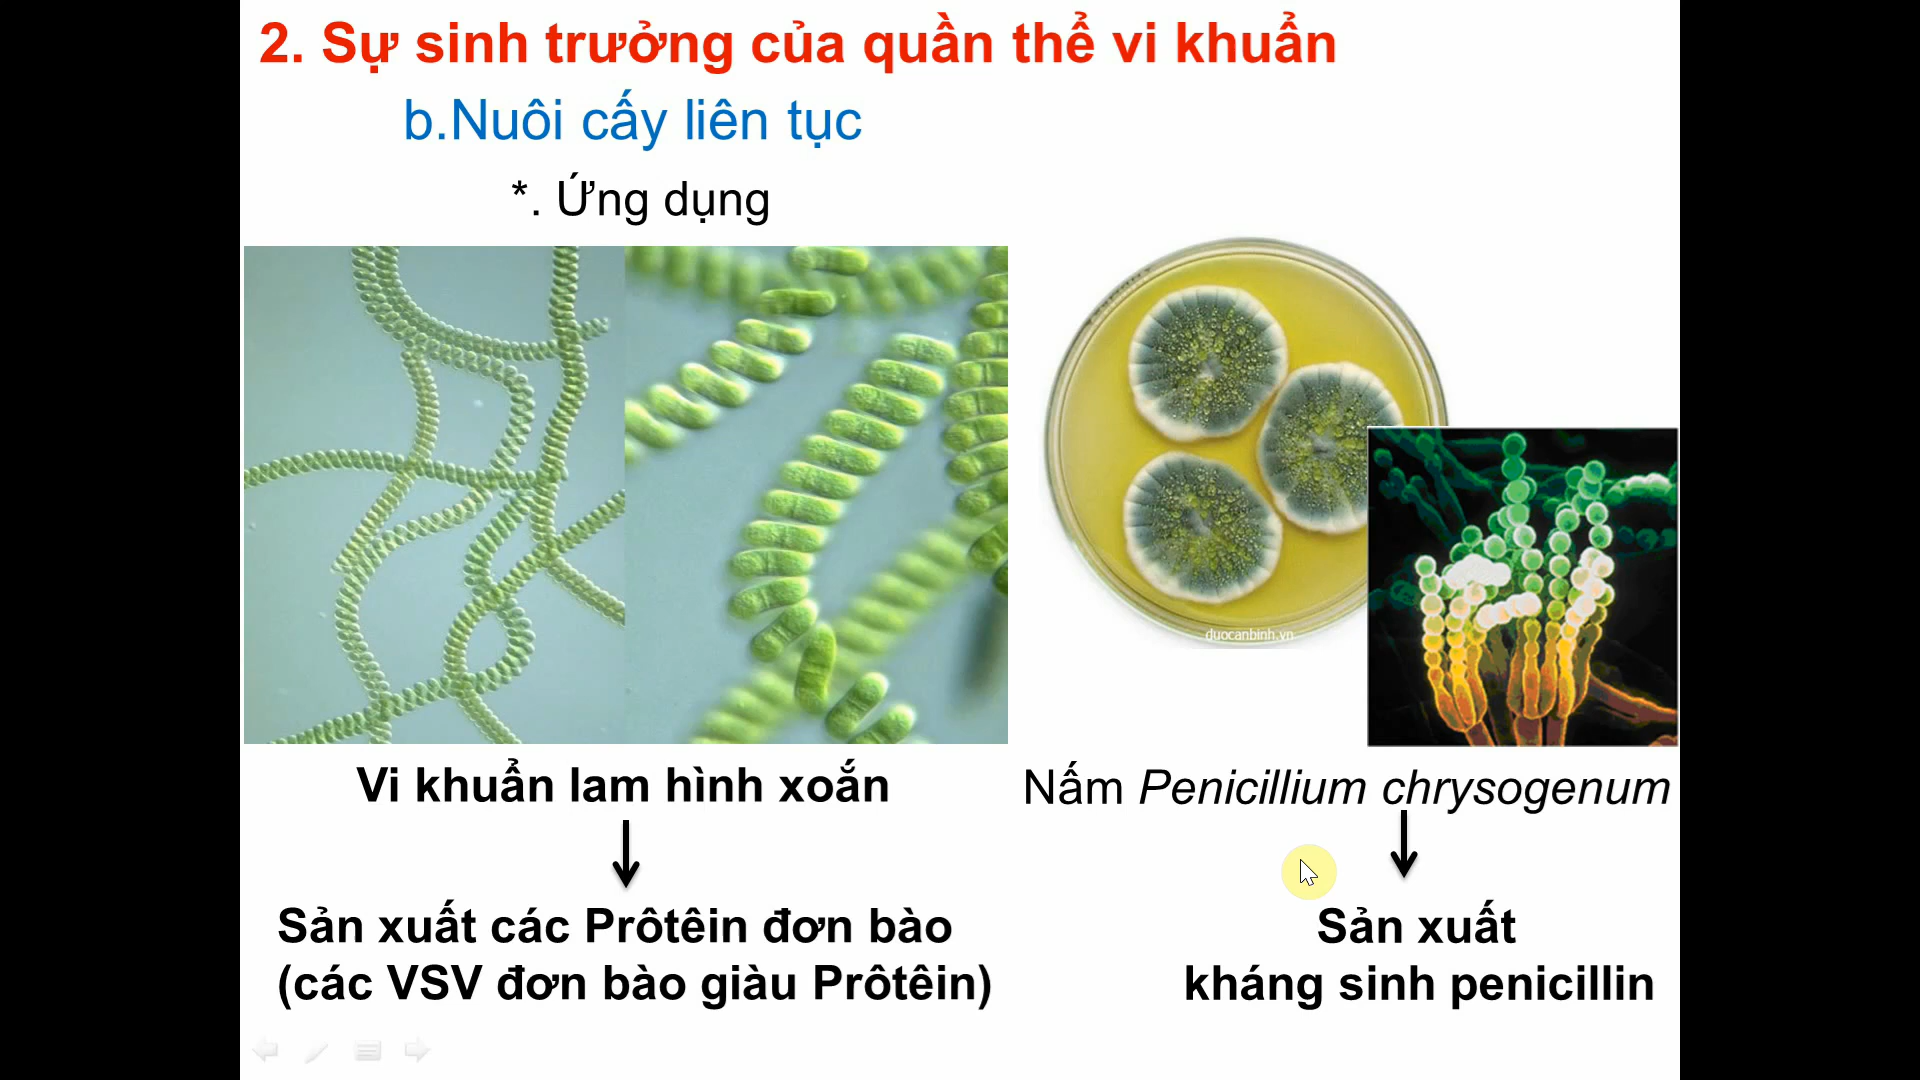 2. Sự sinh trưởng của quần thể vi khuẩn
b.Nuôi cấy liên tục
*. Ứng dụng
duocanbinh.vn
Vi khuẩn lam hình xoắn
Nấm Penicillium chrysogenum
Sản xuất các Prôtêin đơn bào
(các VSV đơn bào giàu Prôtêin)
Sản xuất
kháng sinh penicillin